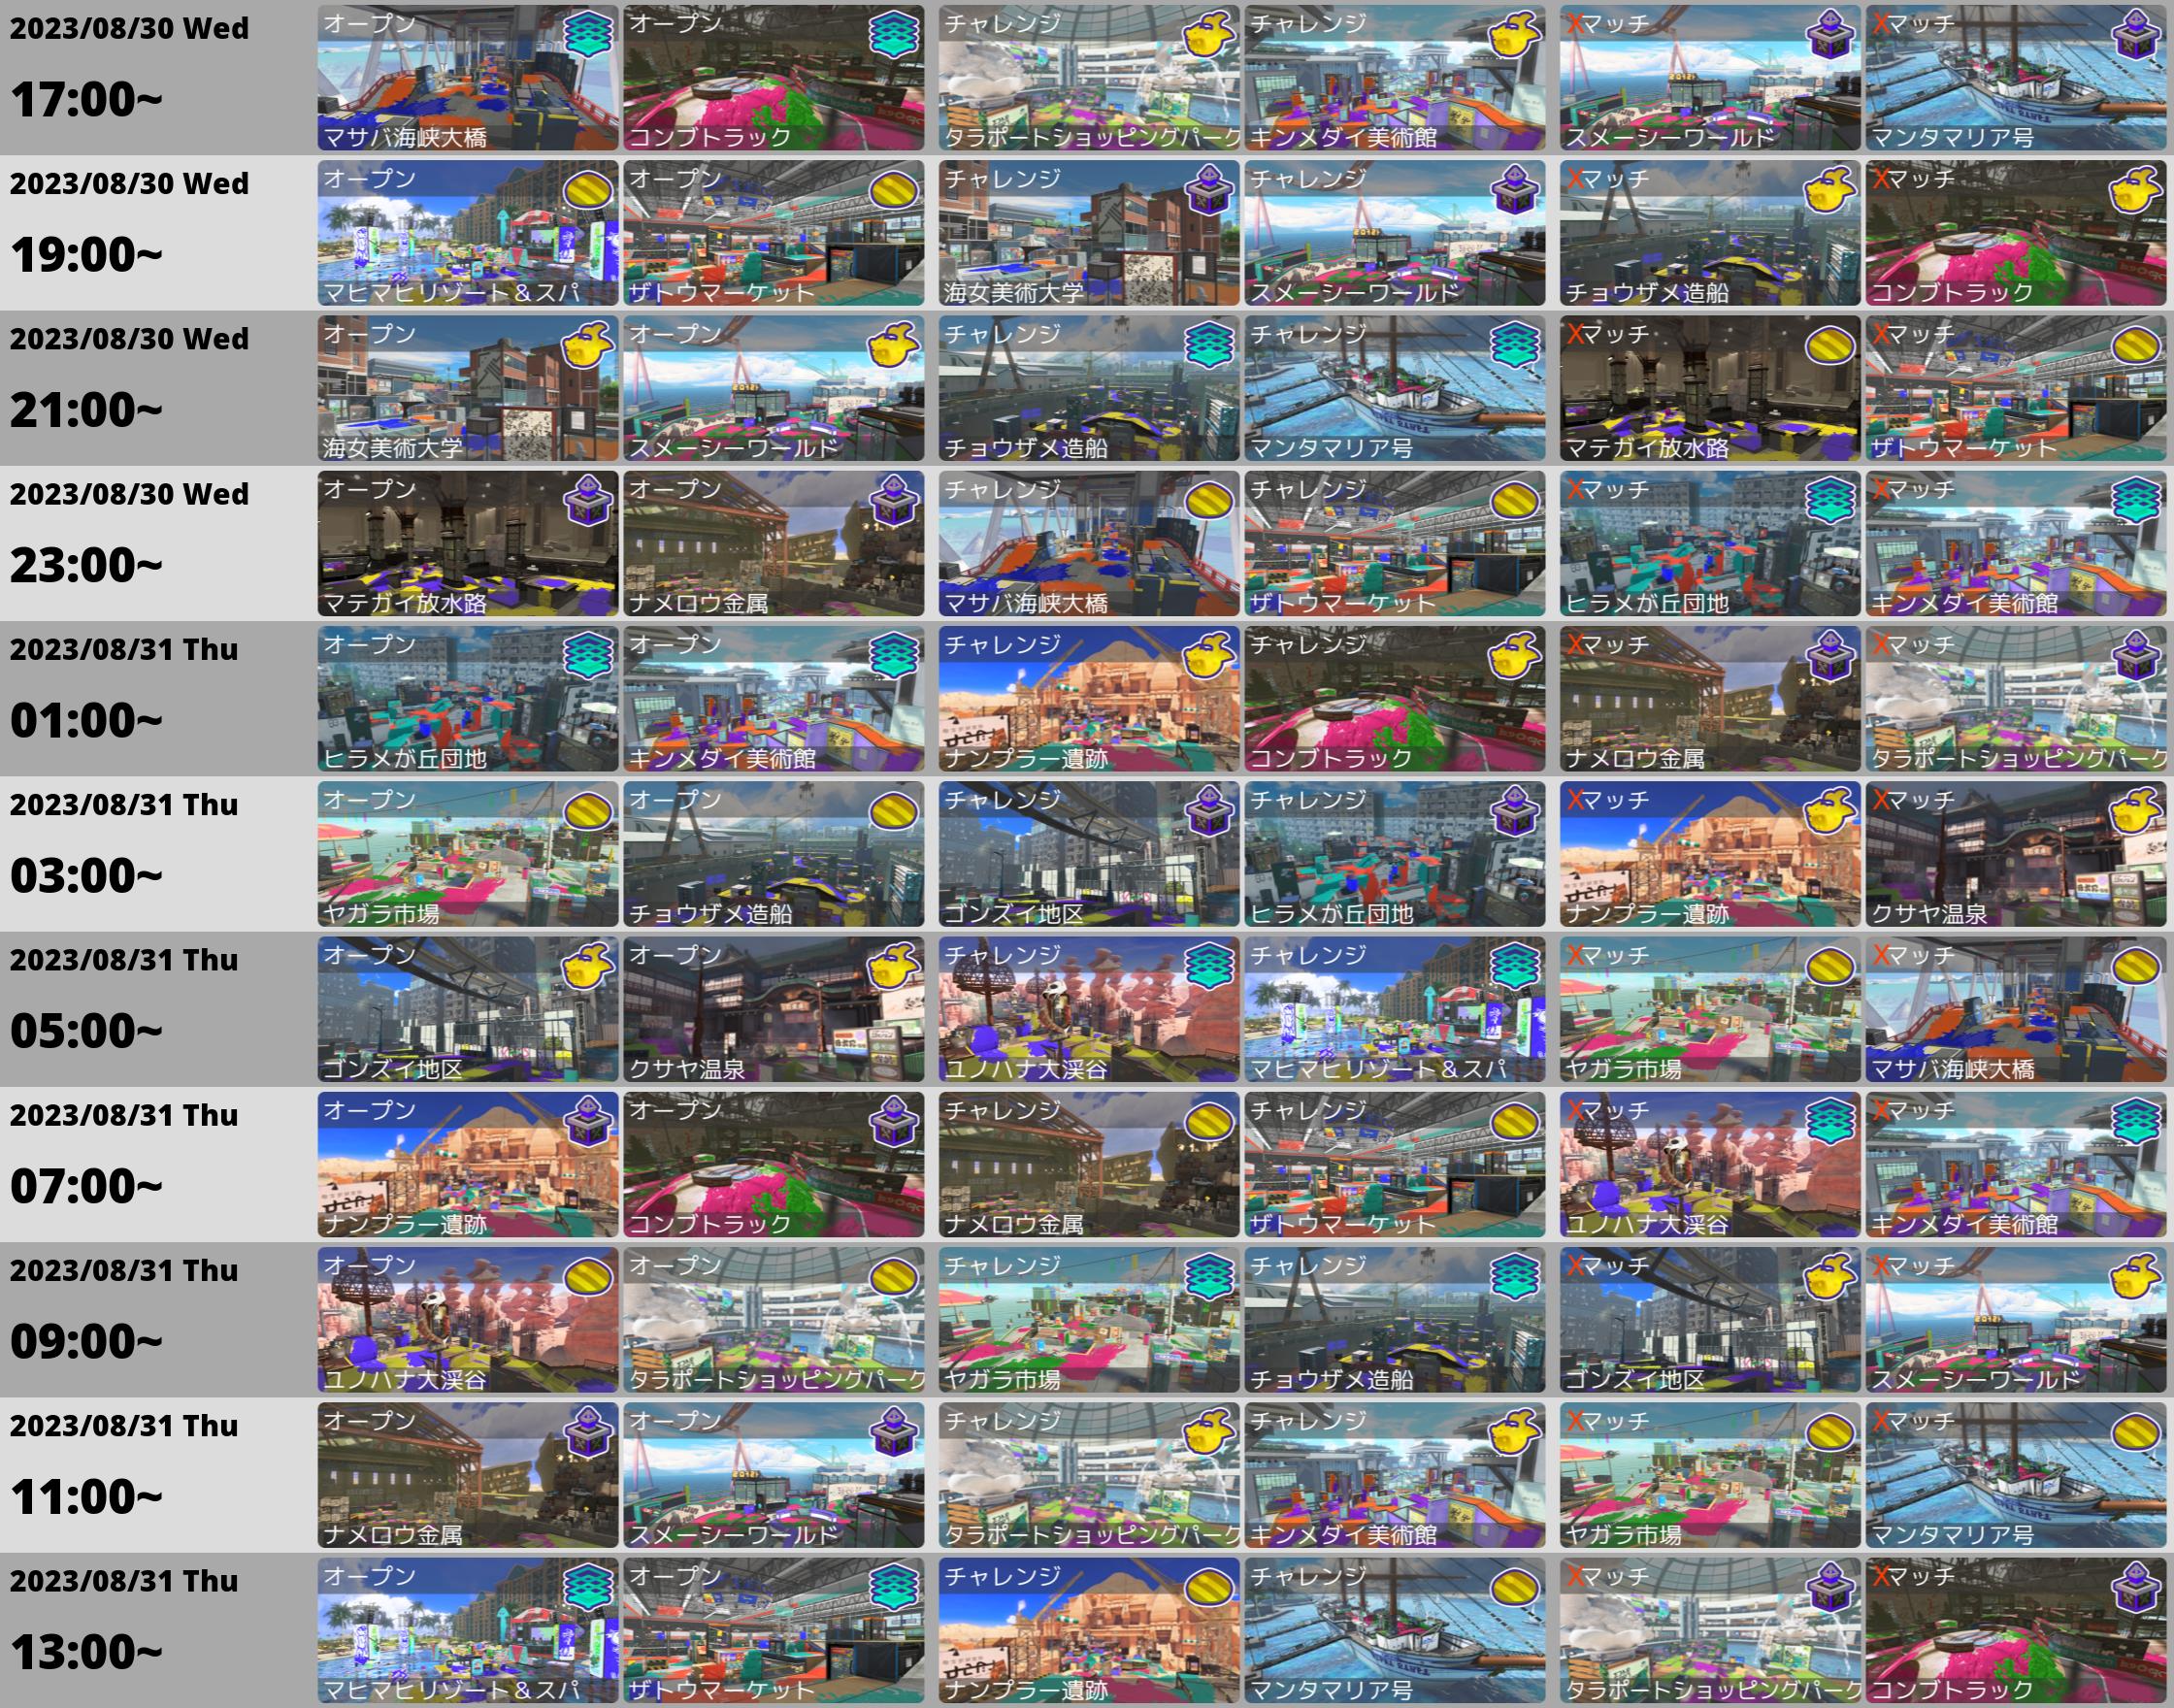 2023/08/30 Wed
17:00~
オープン オープン チャレンジ チャレンジ Xマッチ Xマッチ
マサバ海峡大橋 コンブトラック タラポートショッピングパーク キンメダイ美術館 スメーシーワールド マンタマリア号
2023/08/30 Wed
19:00~
オープン オープン チャレンジ チャレンジ Xマッチ Xマッチ
マヒマヒリゾート&スパ ザトウマーケット 海女美術大学 スメーシーワールド チョウザメ造船 コンブトラック
2023/08/30 Wed
21:00~
オープン オープン チャレンジ チャレンジ Xマッチ Xマッチ
海女美術大学 スメーシーワールド チョウザメ造船 マンタマリア号 マテガイ放水路 ザトウマーケット
2023/08/30 Wed
23:00~
オープン オープン チャレンジ チャレンジ Xマッチ Xマッチ
マテガイ放水路 ナメロウ金属 マサバ海峡大橋 ザトウマーケット ヒラメが丘団地 キンメダイ美術館
2023/08/31 Thu
01:00~
オープン オープン チャレンジ チャレンジ Xマッチ Xマッチ
ヒラメが丘団地 キンメダイ美術館 ナンプラー遺跡 コンブトラック ナメロウ金属 タラポートショッピングパーク
2023/08/31 Thu
03:00~
オープン オープン チャレンジ チャレンジ Xマッチ Xマッチ
ヤガラ市場 チョウザメ造船 ゴンズイ地区 ヒラメが丘団地 ナンプラー遺跡 クサヤ温泉
2023/08/31 Thu
05:00~
オープン オープン チャレンジ チャレンジ Xマッチ Xマッチ
ゴンズイ地区 クサヤ温泉 ユノハナ大渓谷 マヒマヒリゾート&スパ ヤガラ市場 マサバ海峡大橋
2023/08/31 Thu
07:00~
オープン オープン チャレンジ チャレンジ Xマッチ Xマッチ
ナンプラー遺跡 コンブトラック ナメロウ金属 ザトウマーケット ユノハナ大渓谷 キンメダイ美術館
2023/08/31 Thu
09:00~
オープン オープン チャレンジ チャレンジ Xマッチ Xマッチ
ユノハナ大渓谷 タラポートショッピングパーク ヤガラ市場 チョウザメ造船 ゴンズイ地区 スメーシーワールド
2023/08/31 Thu
11:00~
オープン オープン チャレンジ チャレンジ Xマッチ Xマッチ
ナメロウ金属 スメーシーワールド タラポートショッピングパーク キンメダイ美術館 ヤガラ市場 マンタマリア号
2023/08/31 Thu
13:00~
オープン オープン チャレンジ チャレンジ Xマッチ Xマッチ
マヒマヒリゾート&スパ ザトウマーケット ナンプラー遺跡 マンタマリア号 タラポートショッピングパーク コンブトラック